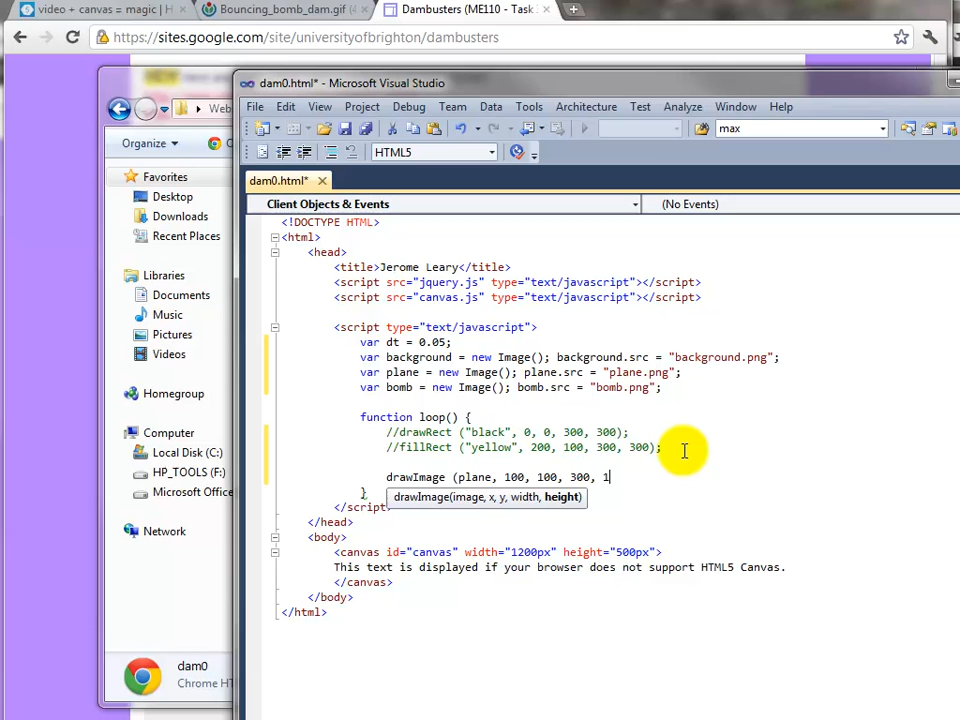 video + canvas = magic | H
Bouncing_bomb_dam.gif (4
Dambusters (ME110 - Task
https://sites.google.com/site/universityofbrighton/dambusters
Web
Organize
Favorites
Desktop
Downloads
Recent Places
Libraries
Documents
Music
Pictures
Videos
Homegroup
Computer
Local Disk (C:)
HP_TOOLS (F:)
Microsoft Office
Network
dam0
Chrome HT
dam0.html* - Microsoft Visual Studio
File Edit View Project Debug Team Data Tools Architecture Test Analyze Window Help
max
HTML5
dam0.html*
Client Objects & Events
(No Events)
<!DOCTYPE HTML>
<html>
<head>
<title>Jerome Leary</title>
<script src="jquery.js" type="text/javascript"></script>
<script src="canvas.js" type="text/javascript"></script>
<script type="text/javascript">
var dt = 0.05;
var background = new Image(); background.src = "background.png";
var plane = new Image(); plane.src = "plane.png";
var bomb = new Image(); bomb.src = "bomb.png";
function loop() {
//drawRect ("black", 0, 0, 300, 300);
//fillRect ("yellow", 200, 100, 300, 300);
drawImage (plane, 100, 100, 300, 1
}
drawImage(image, x, y, width, height)
</script>
</head>
<body>
<canvas id="canvas" width="1200px" height="500px">
This text is displayed if your browser does not support HTML5 Canvas.
</canvas>
</body>
</html>